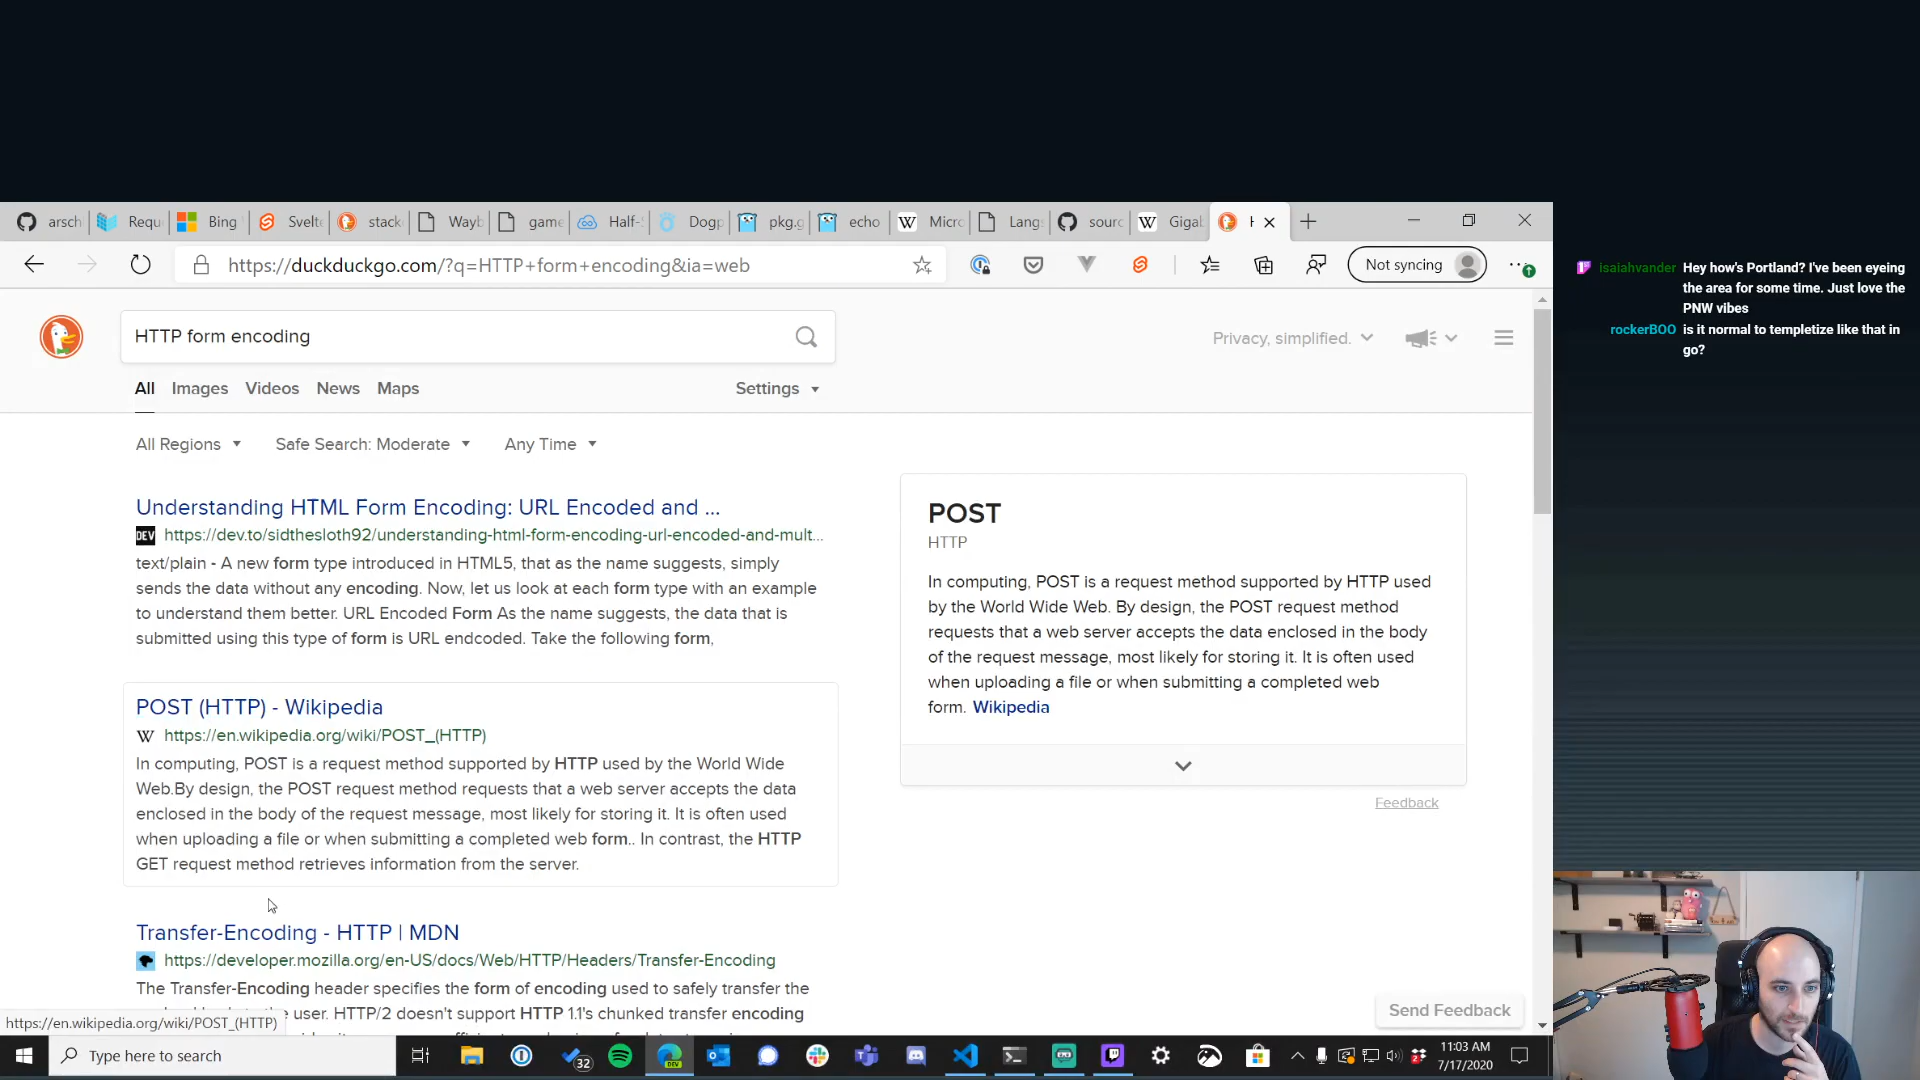 arsch
Requ
Bing
Svelt
stack
Wayb
game
Half-
Dogp
pkg.g
echo
Micro
Langs
sourc
Gigab
https://duckduckgo.com/?q=HTTP+form+encoding&ia=web
Not syncing
HTTP form encoding
Privacy, simplified.
All
Images
Videos
News
Maps
Settings
All Regions
Safe Search: Moderate
Any Time
Understanding HTML Form Encoding: URL Encoded and ...
DEV
https://dev.to/sidthesloth92/understanding-html-form-encoding-url-encoded-and-mult...
text/plain - A new form type introduced in HTML5, that as the name suggests, simply
sends the data without any encoding. Now, let us look at each form type with an example
to understand them better. URL Encoded Form As the name suggests, the data that is
submitted using this type of form is URL endcoded. Take the following form,
POST (HTTP) - Wikipedia
W https://en.wikipedia.org/wiki/POST_(HTTP)
In computing, POST is a request method supported by HTTP used by the World Wide
Web.By design, the POST request method requests that a web server accepts the data
enclosed in the body of the request message, most likely for storing it. It is often used
when uploading a file or when submitting a completed web form.. In contrast, the HTTP
GET request method retrieves information from the server.
Transfer-Encoding - HTTP | MDN
https://developer.mozilla.org/en-US/docs/Web/HTTP/Headers/Transfer-Encoding
The Transfer-Encoding header specifies the form of encoding used to safely transfer the
user. HTTP/2 doesn't support HTTP 1.1's chunked transfer encoding
https://en.wikipedia.org/wiki/POST_(HTTP)
POST
HTTP
In computing, POST is a request method supported by HTTP used
by the World Wide Web. By design, the POST request method
requests that a web server accepts the data enclosed in the body
of the request message, most likely for storing it. It is often used
when uploading a file or when submitting a completed web
form. Wikipedia
Feedback
Send Feedback
isaiahvander Hey how's Portland? I've been eyeing
the area for some time. Just love the
PNW vibes
rockerBOO is it normal to templetize like that in
go?
Type here to search
32
DEV
11:03 AM
7/17/2020